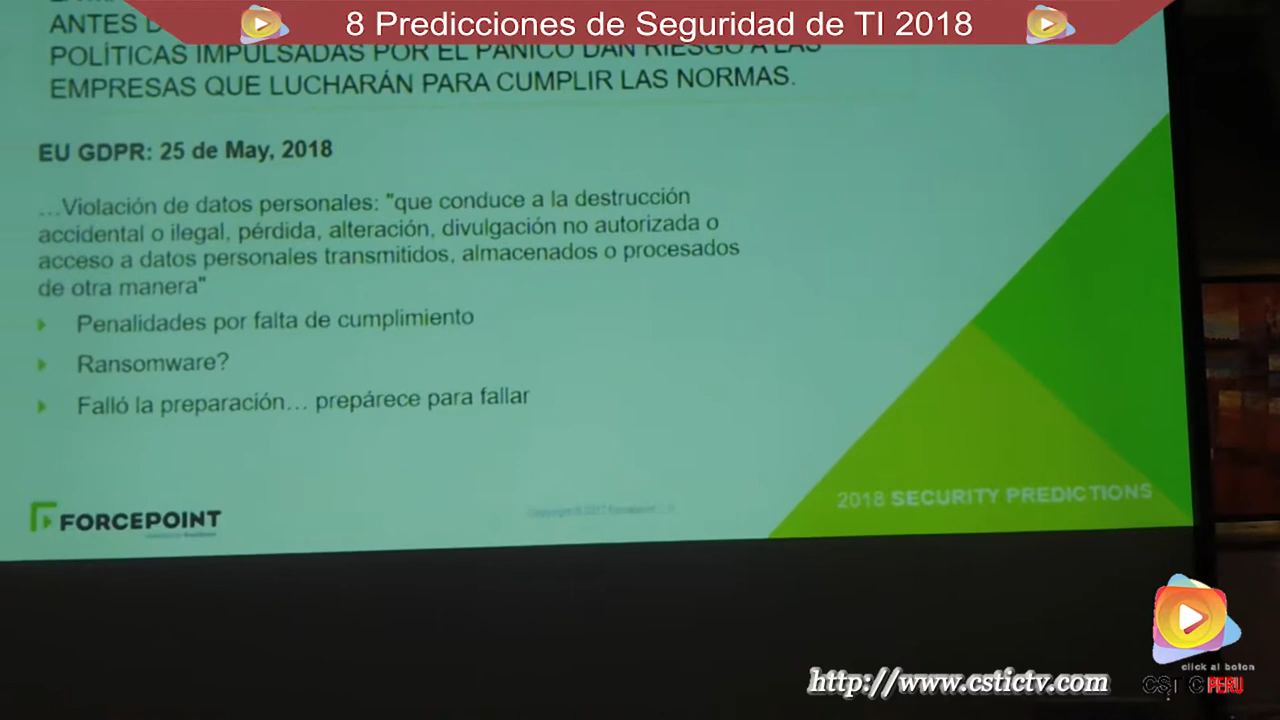 8 Predicciones de Seguridad de TI 2018
ANTES
POLÍTICAS IMPULSADAS POR EL PÁNICO DAN RIESGO A LAS
EMPRESAS QUE LUCHARÁN PARA CUMPLIR LAS NORMAS.
EU GDPR: 25 de May, 2018
…Violación de datos personales: "que conduce a la destrucción
accidental o ilegal, pérdida, alteración, divulgación no autorizada o
acceso a datos personales transmitidos, almacenados o procesados
de otra manera"
Penalidades por falta de cumplimiento
Ransomware?
Falló la preparación… prepárece para fallar
FORCEPOINT
2018 SECURITY PREDICTIONS
click al boton
http://www.cstictv.com
CSTIC PERU